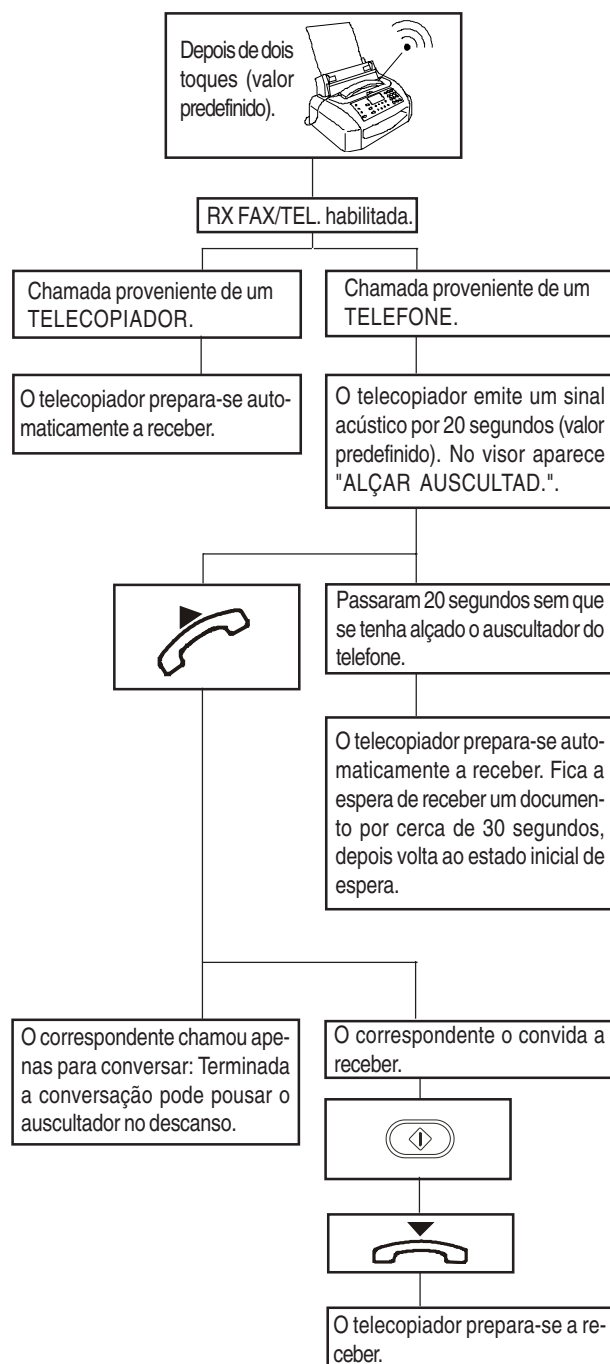 Depois de dois
toques (valor
predefinido).
RX FAX/TEL. habilitada.
Chamada proveniente de um
TELECOPIADOR.
Chamada proveniente de um
TELEFONE.
O telecopiador prepara-se auto-
maticamente a receber.
O telecopiador emite um sinal
acústico por 20 segundos (valor
predefinido). No visor aparece
"ALÇAR AUSCULTAD.".
Passaram 20 segundos sem que
se tenha alçado o auscultador do
telefone.
O telecopiador prepara-se auto-
maticamente a receber. Fica a
espera de receber um documen-
to por cerca de 30 segundos,
depois volta ao estado inicial de
espera.
O correspondente chamou ape-
nas para conversar: Terminada
a conversação pode pousar o
auscultador no descanso.
O correspondente o convida a
receber.
O telecopiador prepara-se a re-
ceber.